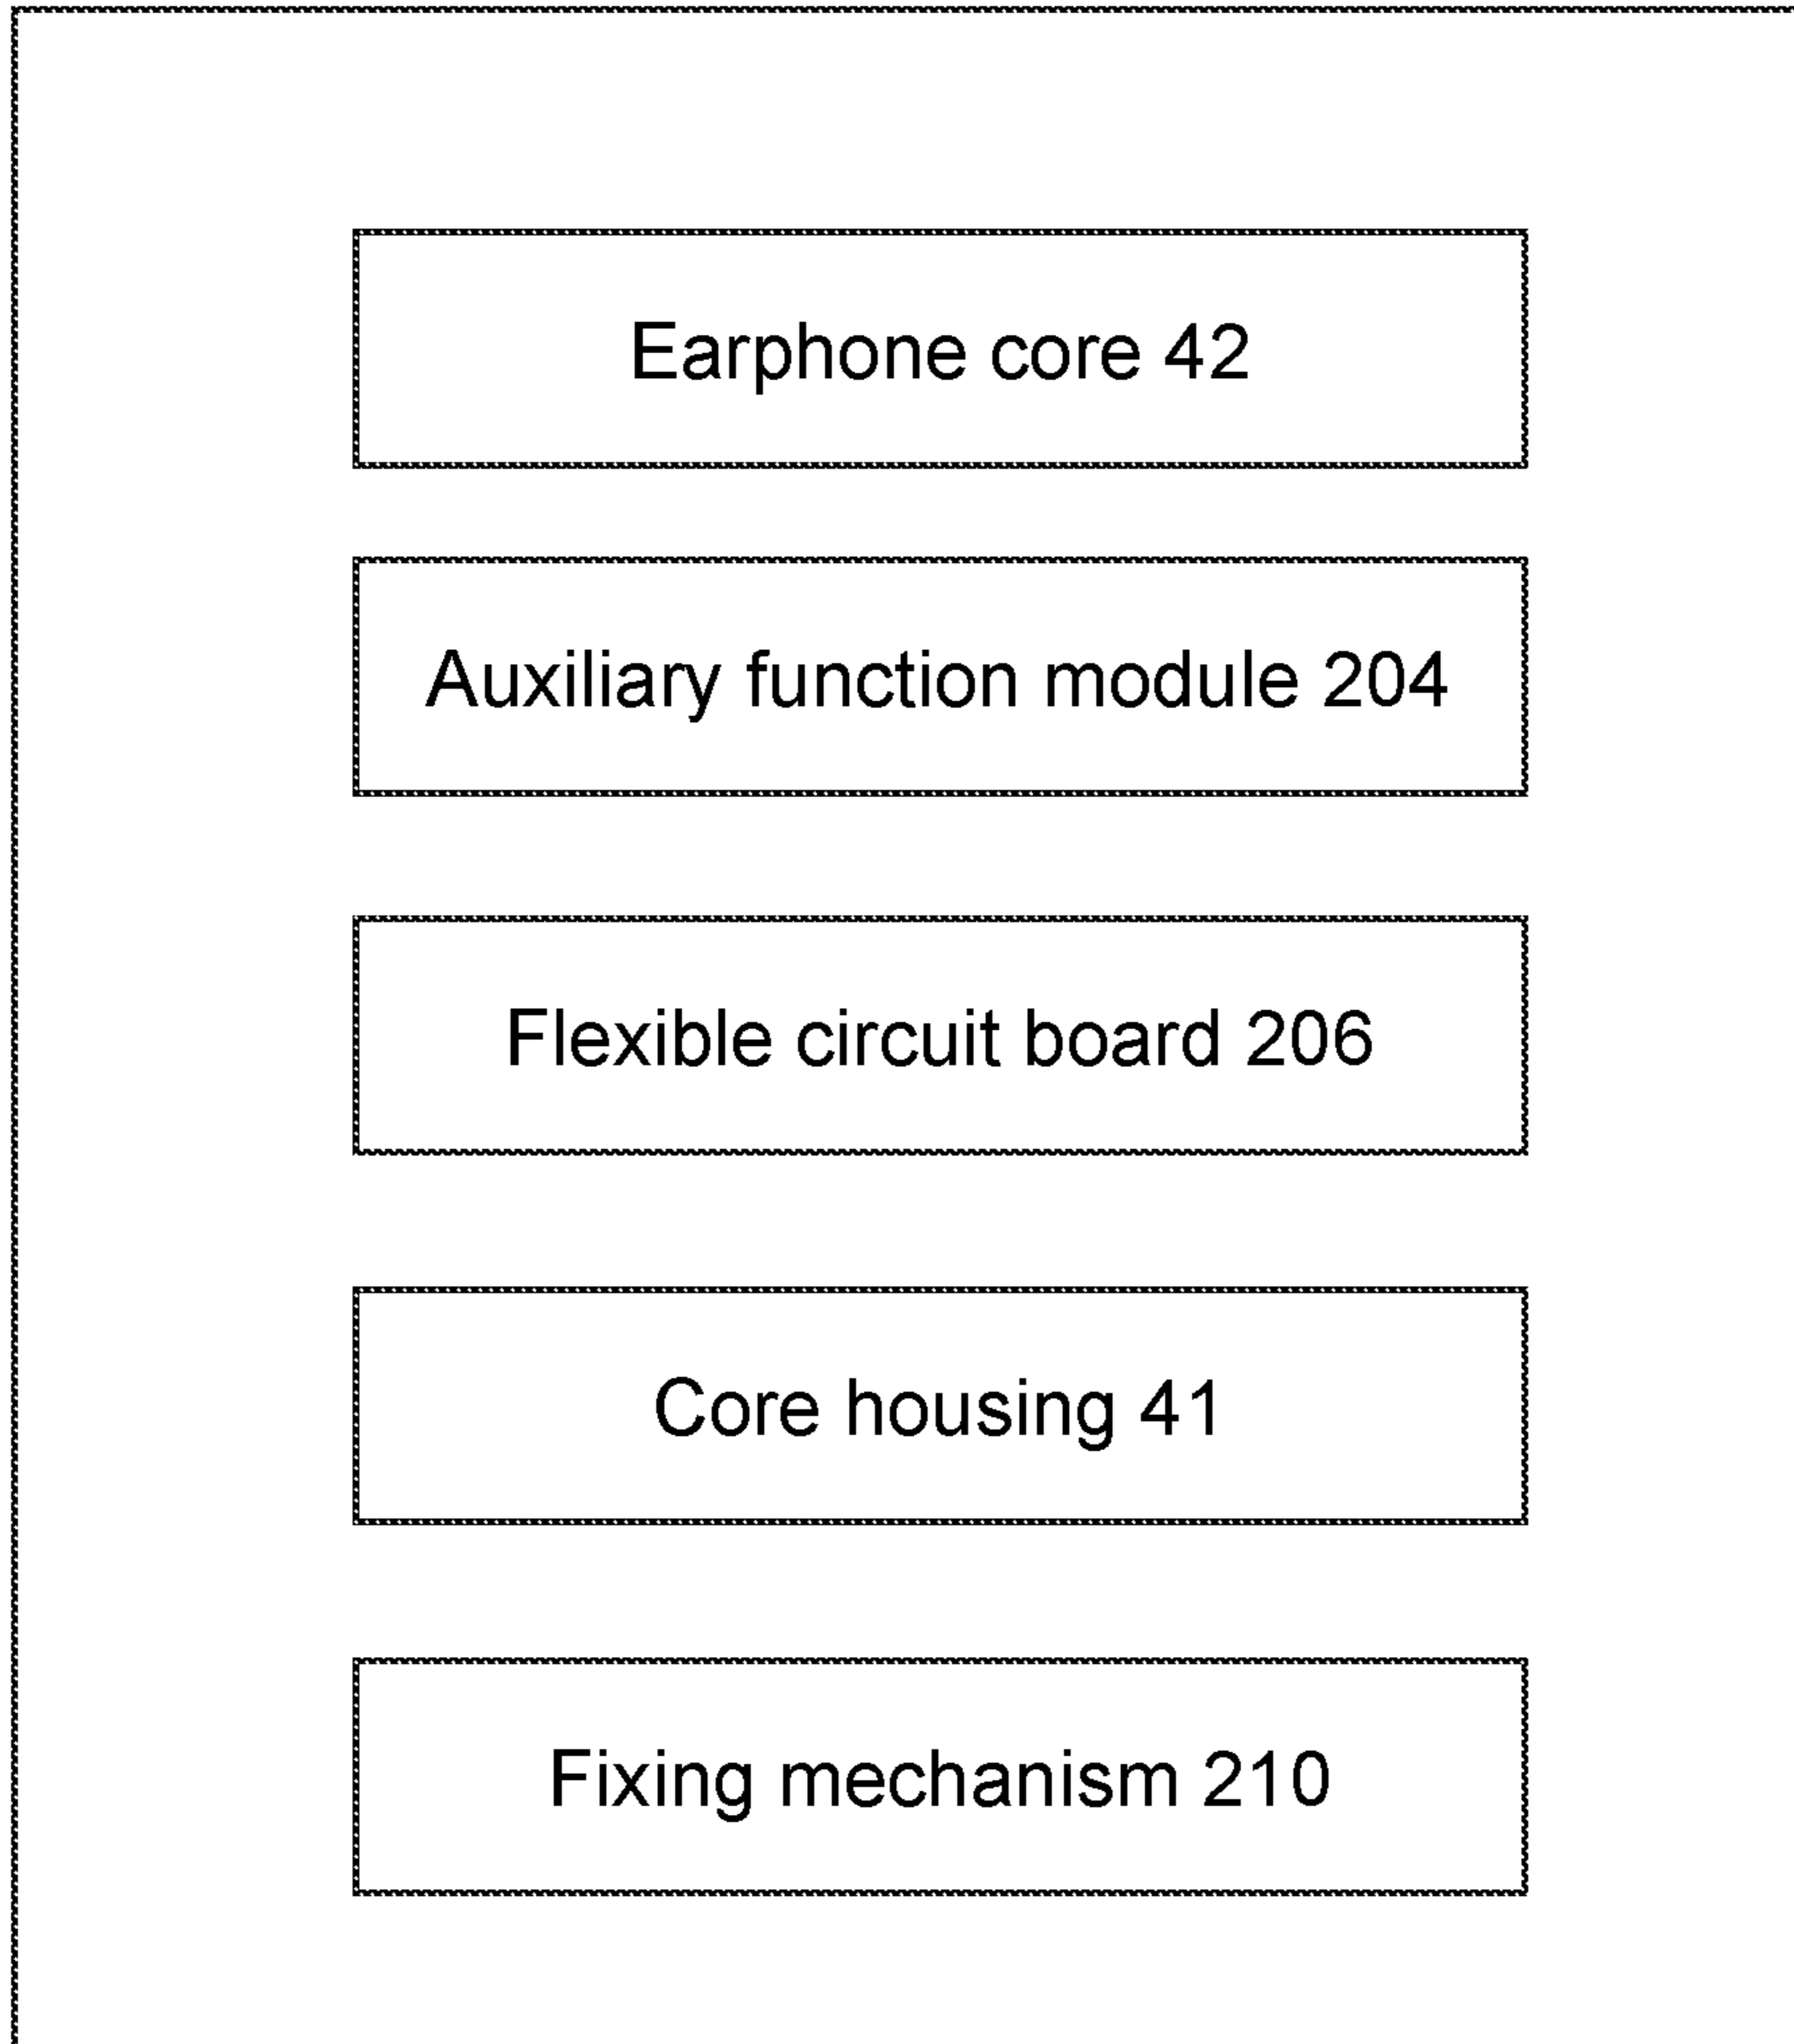 Earphone core 42
Auxiliary function module 204
Flexible circuit board 206
Core housing 41
Fixing mechanism 210